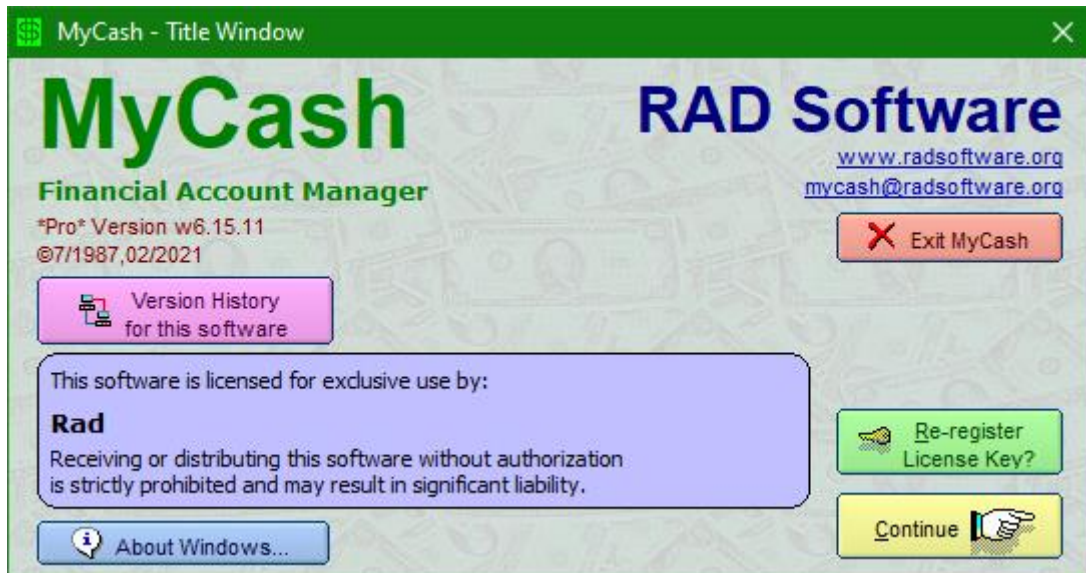 MyCash - Title Window
MyCash
RAD Software
www.radsoftware.org
Financial Account Manager
mycash@radsoftware.org
*Pro* Version w6.15.11
©7/1987,02/2021
Exit MyCash
Version History
for this software
This software is licensed for exclusive use by:
Rad
Receiving or distributing this software without authorization
is strictly prohibited and may result in significant liability.
Re-register
License Key?
Continue
About Windows...